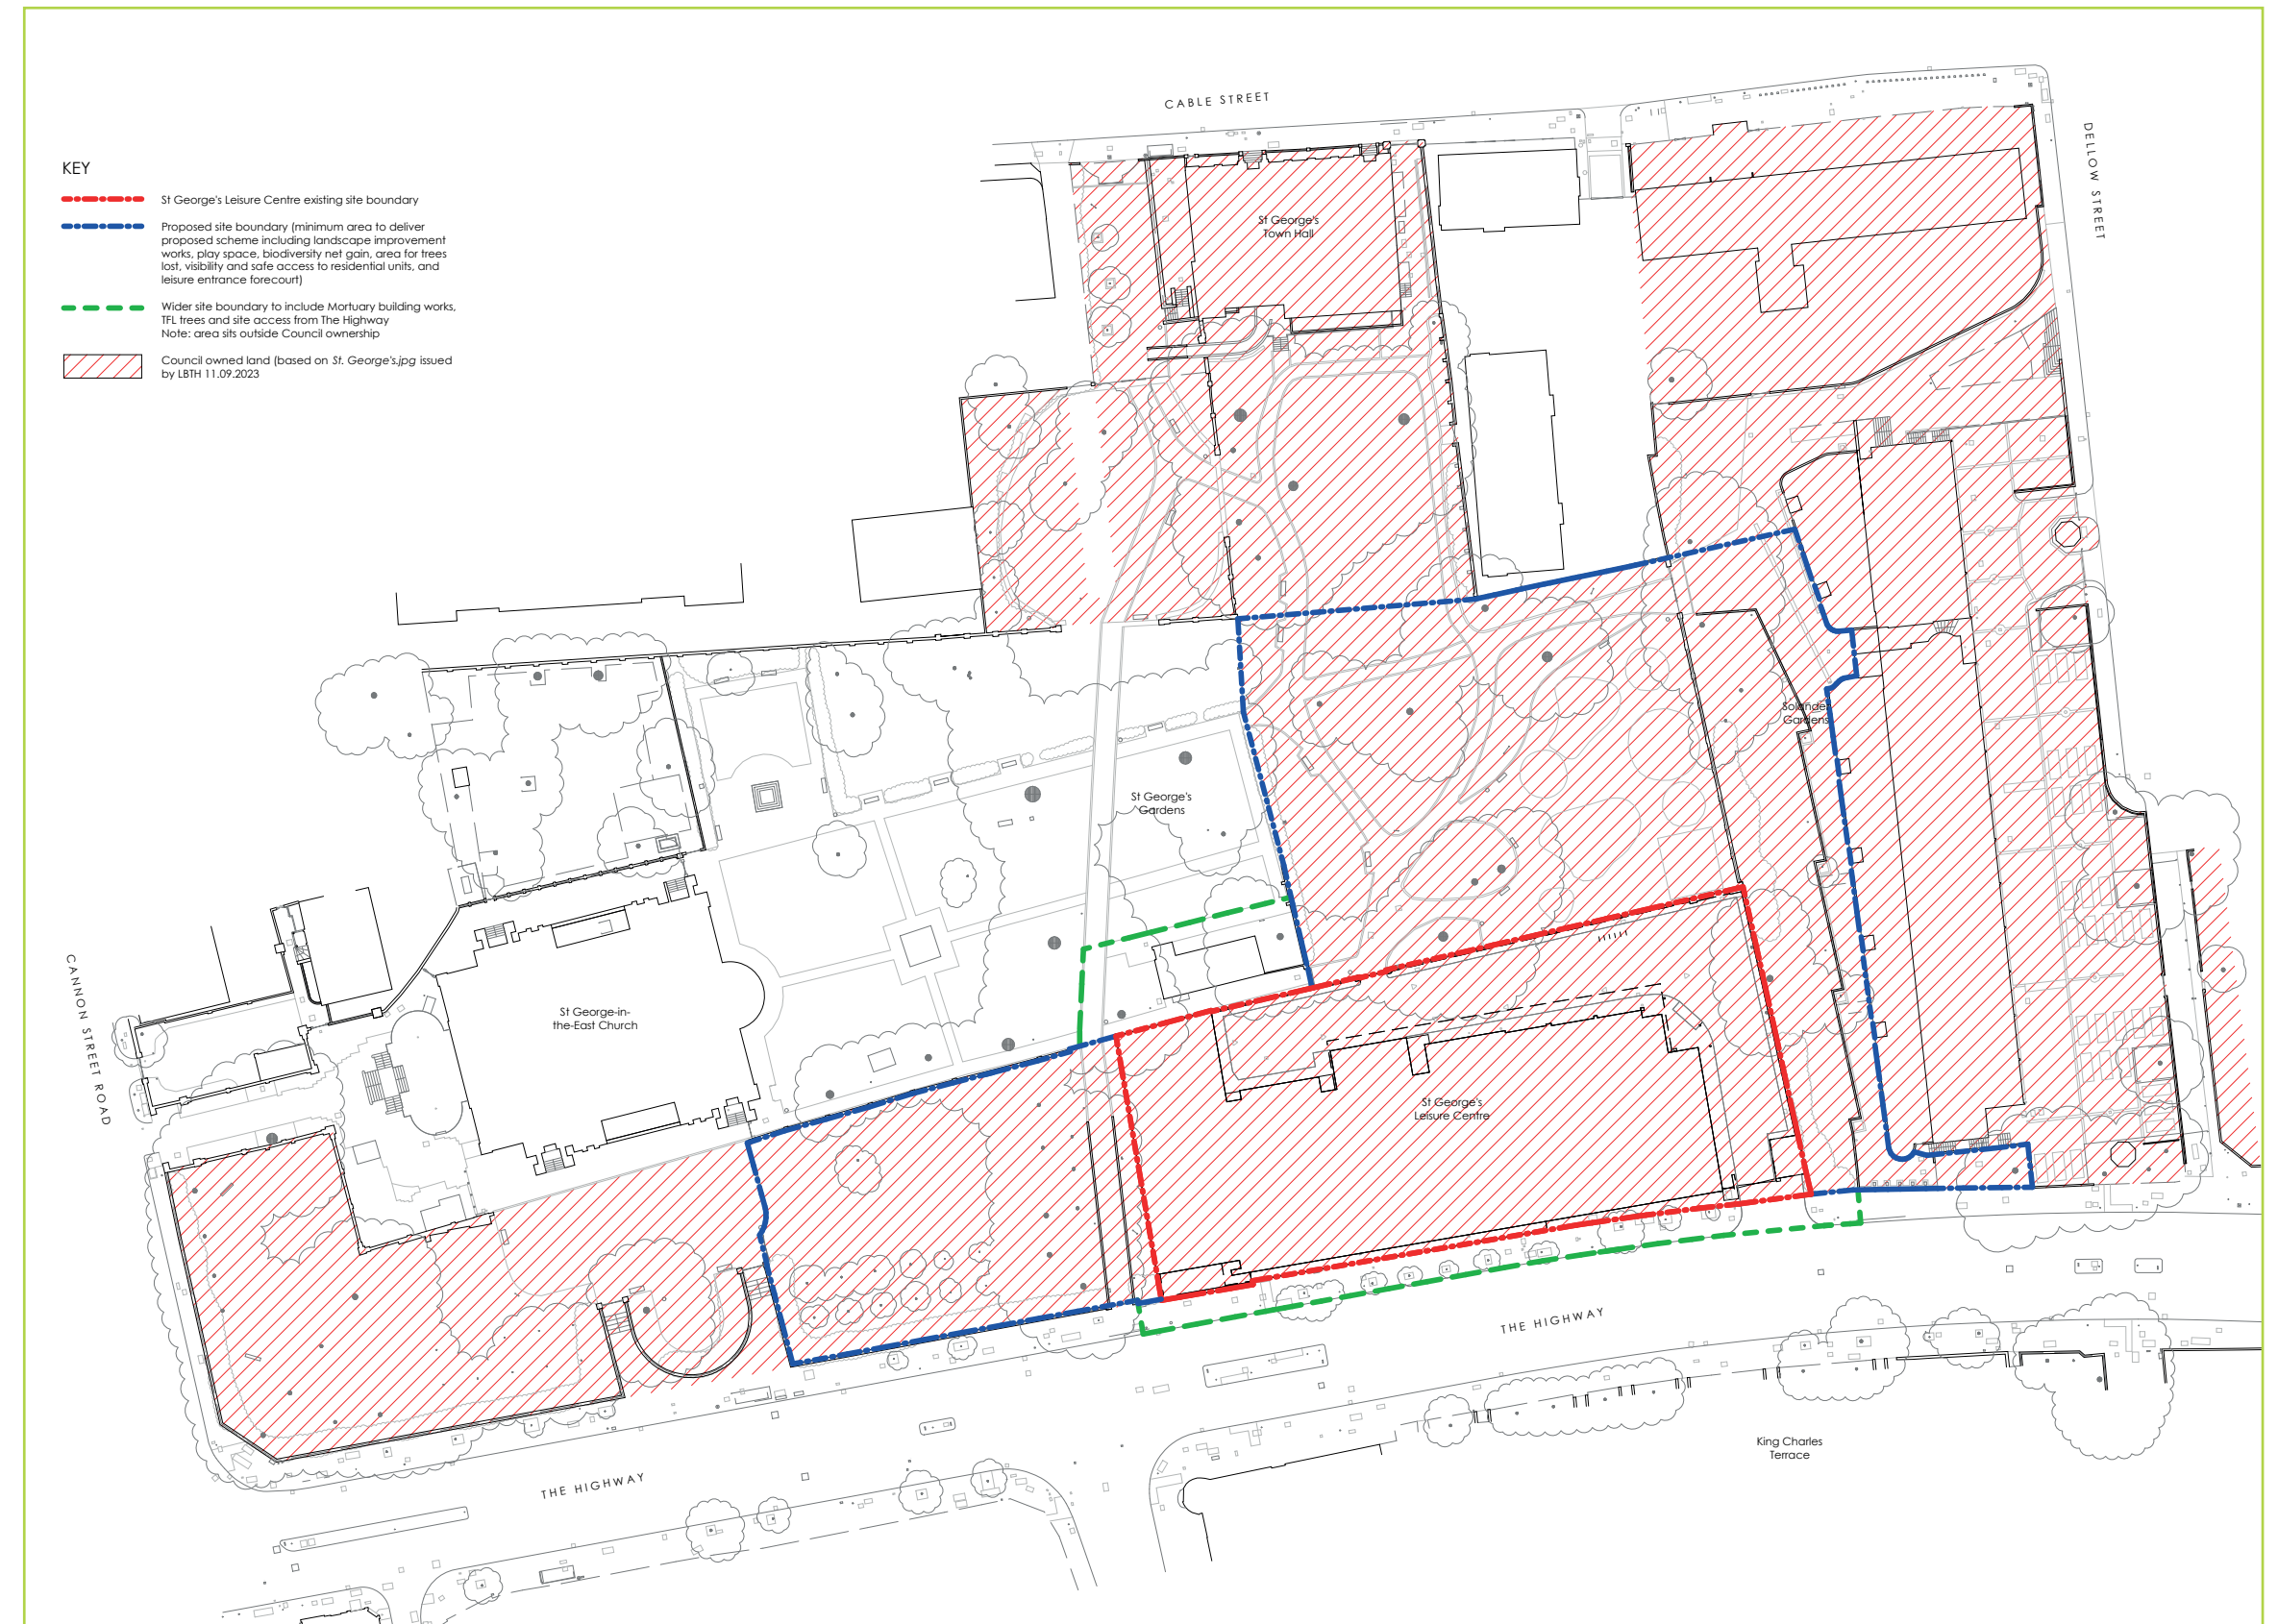 CABLE STREET
DELLOW STREET
KEY
St George's Leisure Centre existing site boundary
Proposed site boundary (minimum area to deliver
proposed scheme including landscape improvement
works, play space, biodiversity net gain, area for trees
lost, visibility and safe access to residential units, and
leisure entrance forecourt)
Wider site boundary to include Mortuary building works,
TFL trees and site access from The Highway
Note: area sits outside Council ownership
Council owned land (based on St. George's.jpg issued
by LBTH 11.09.2023
St George's
Town Hall
Solander
Gardens
St George's
Gardens
CANNON STREET ROAD
St George-in-
the-East Church
St George's
Leisure Centre
THE HIGHWAY
King Charles
Terrace
THE HIGHWAY